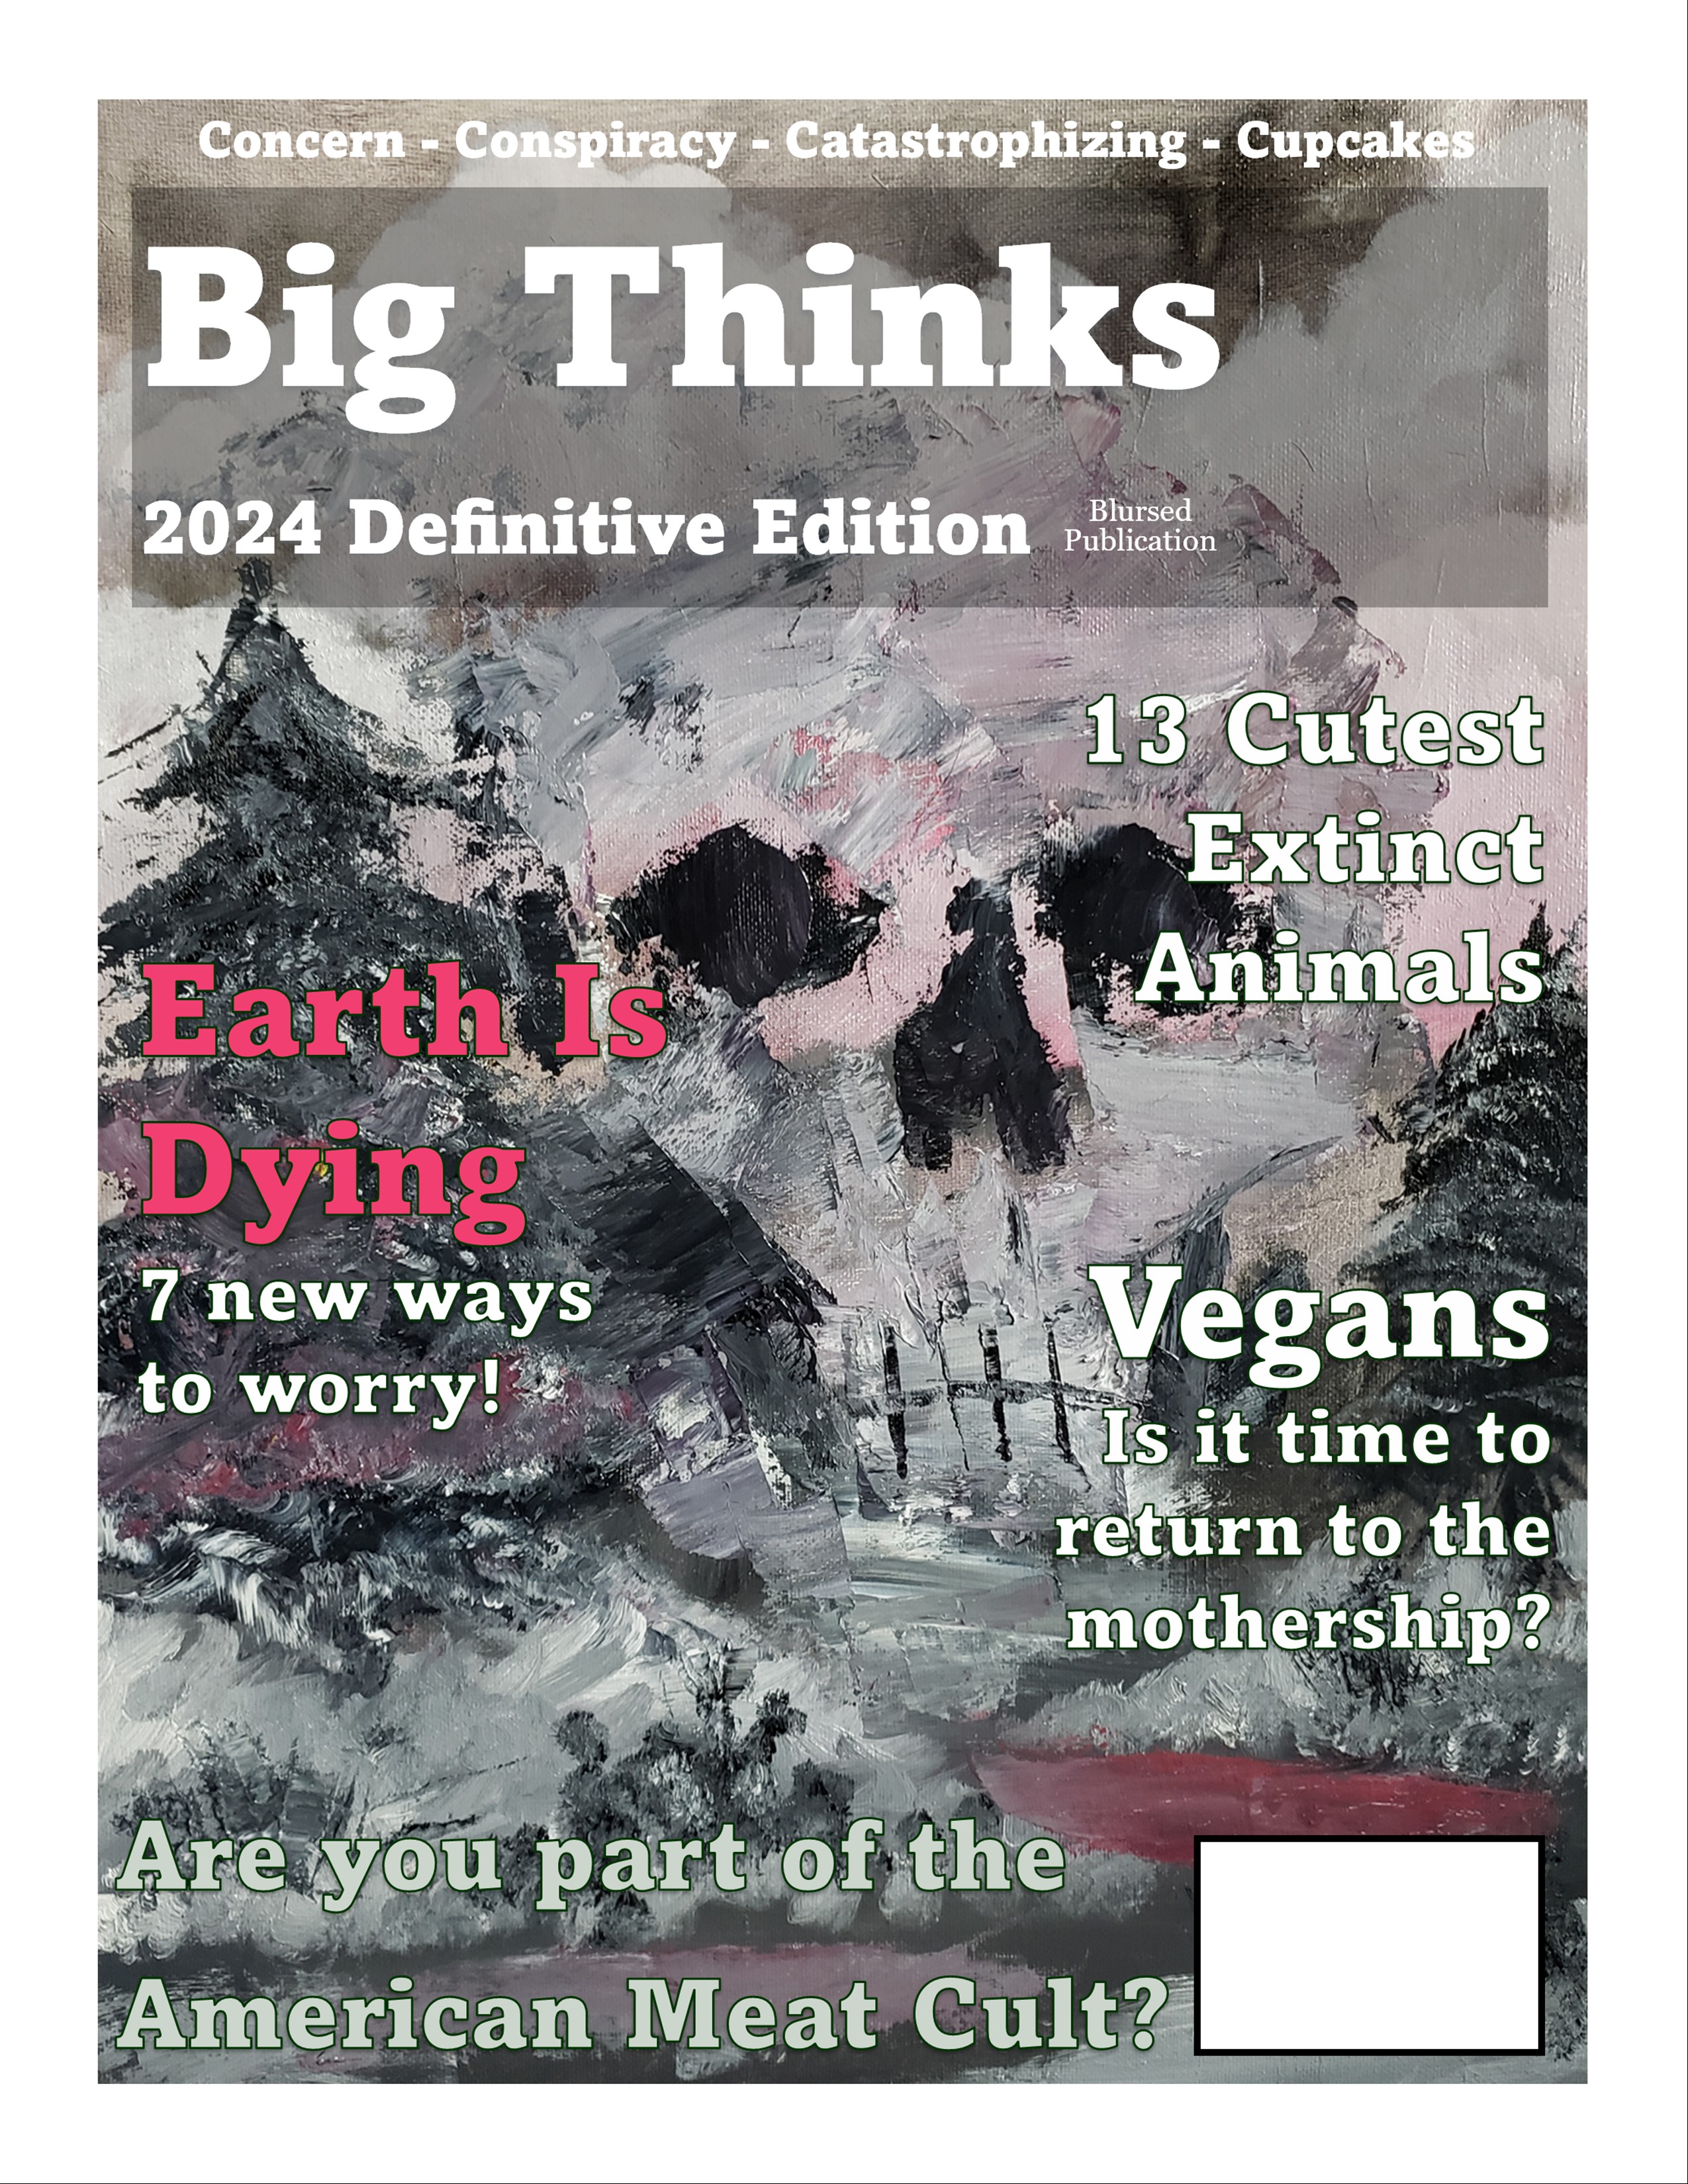 Concern - Conspiracy - Catastrophizing - Cupcakes
Big Thinks
2024 Definitive Edition
Blursed
Publication
13 Cutest
Extinct
Animals
Earth Is
Dying
7 new ways
to worry!
Vegans
Is it time to
return to the
mothership?
Are you part of the
American Meat Cult?